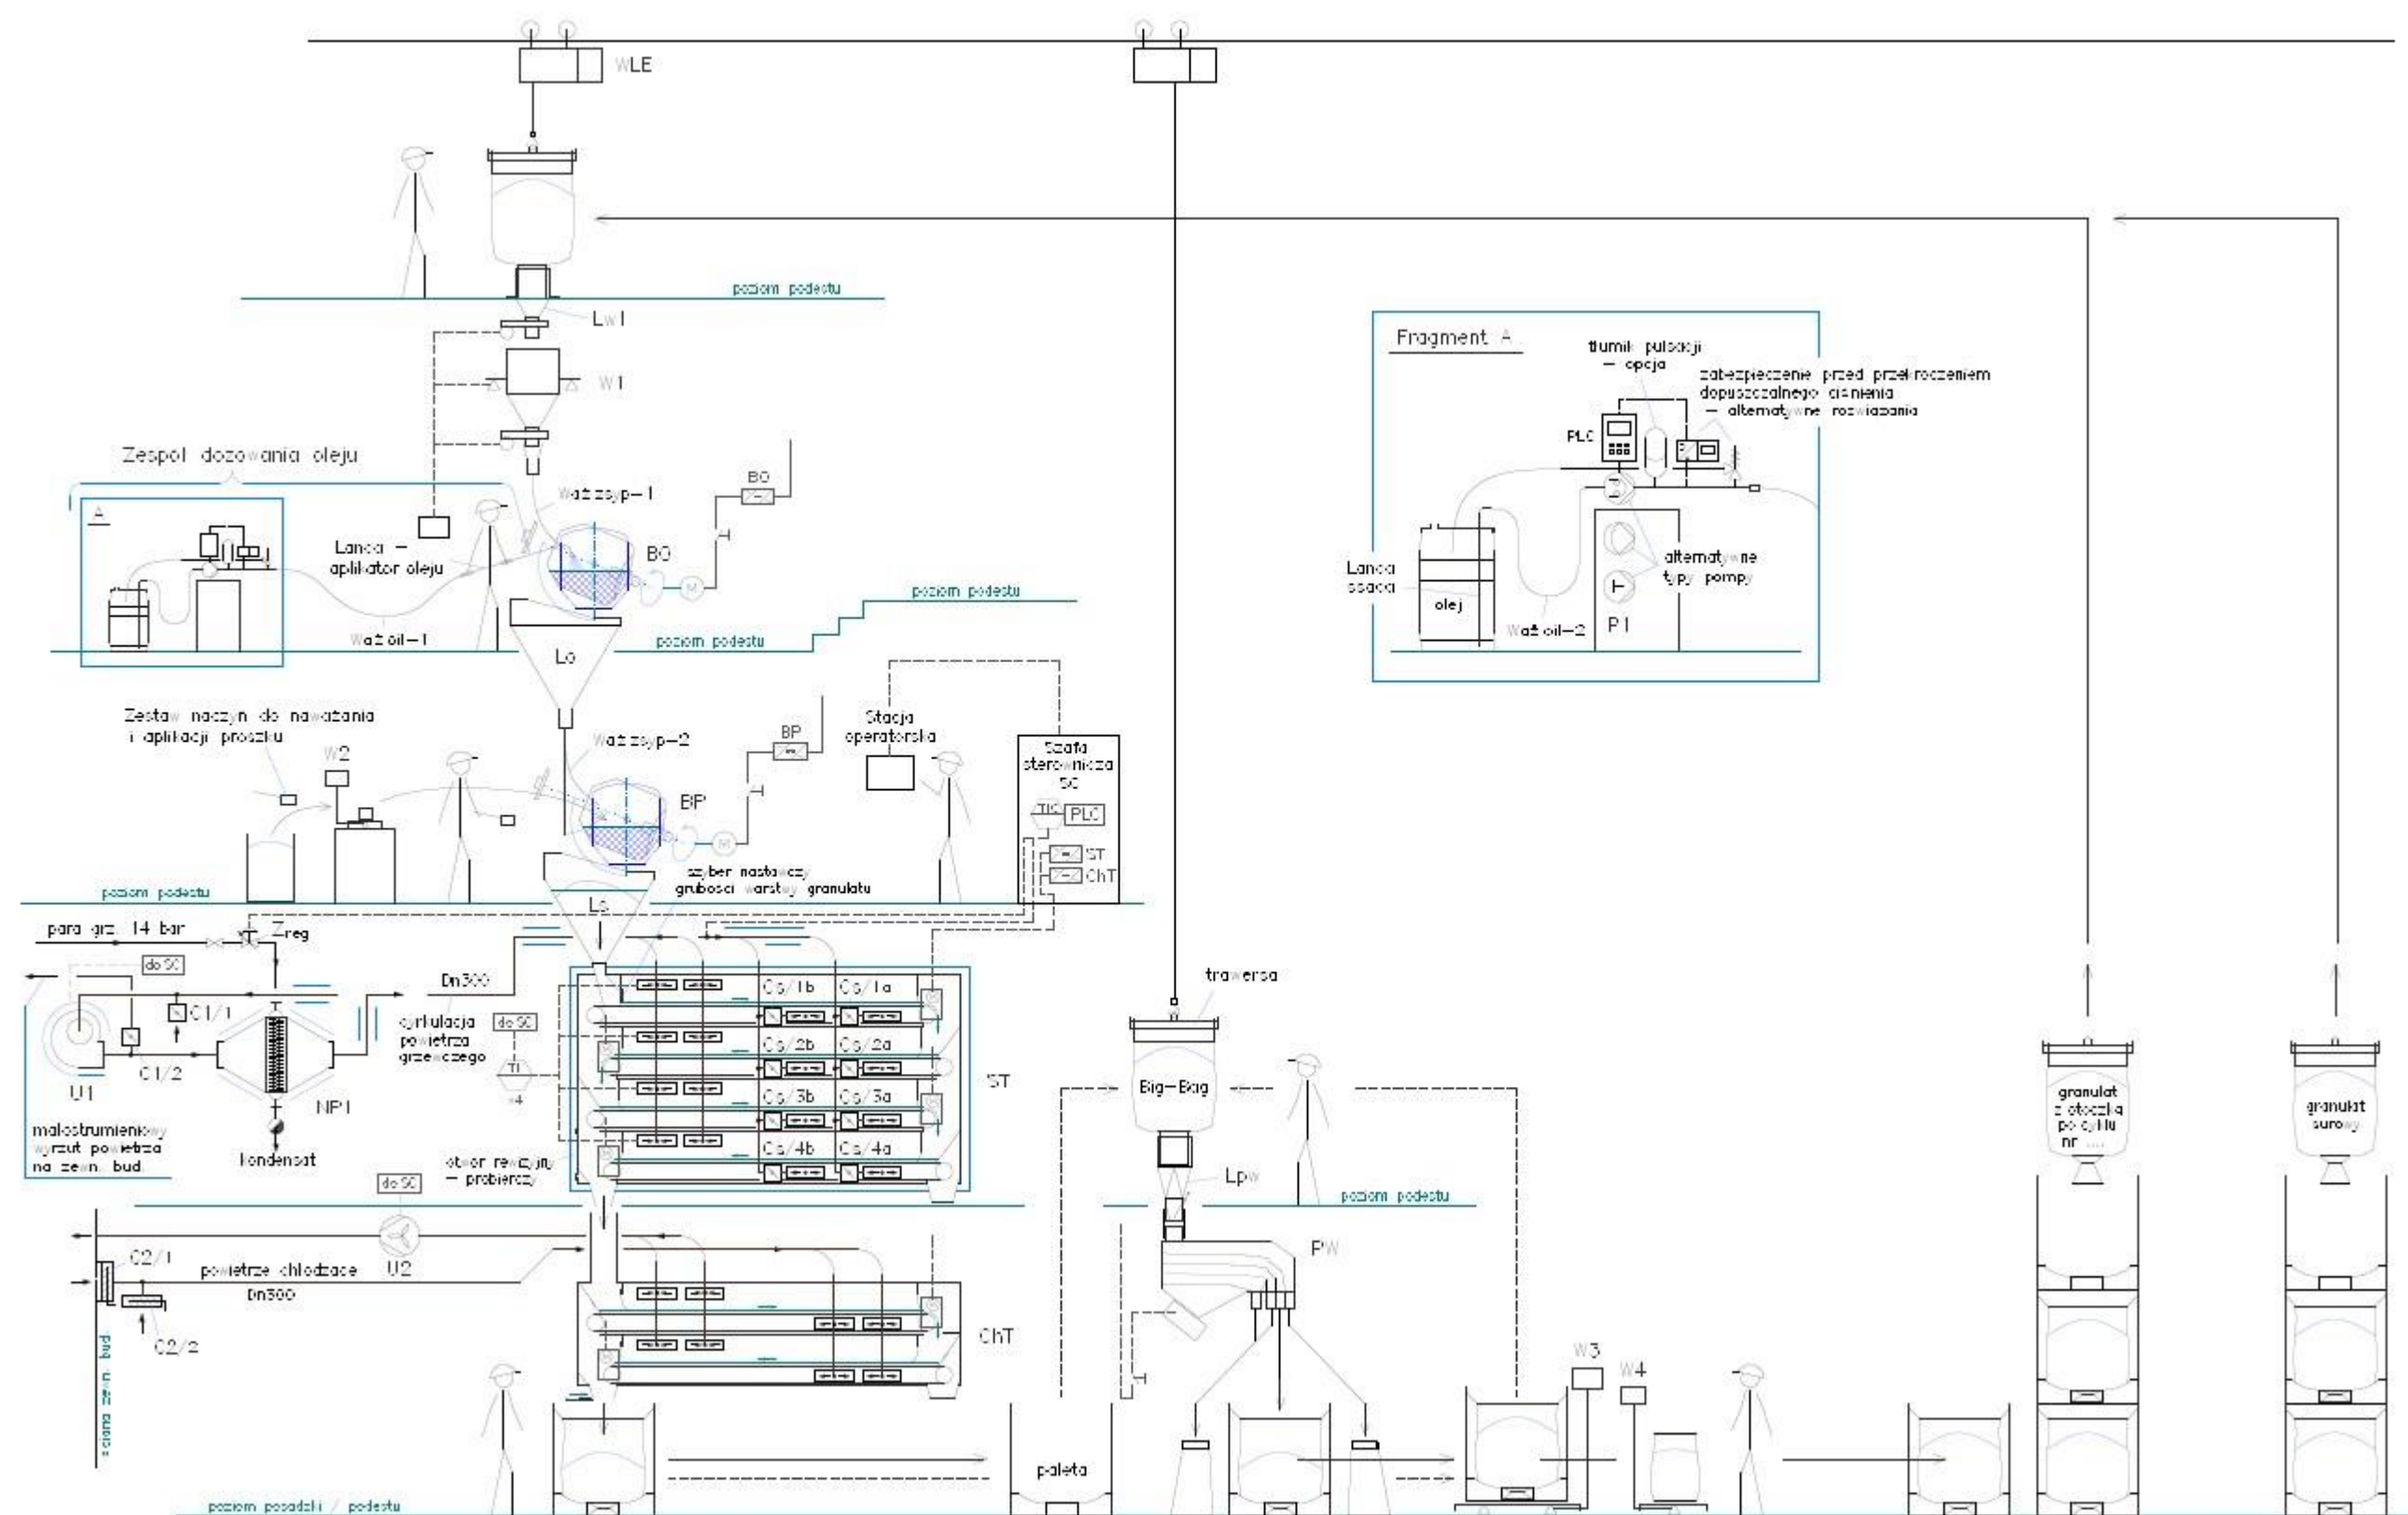 WLE
poziom podestu
Lw1
W1
Fragment A
tłumik pulsacji
— opcja
zabezpieczenie przed przekroczeniem
dopuszczalnego ciśnienia
— alternatywne rozwiązania
PLC
Zespół dozowania oleju
A
Wąż zsyp-1
BO
BO
Lanca —
aplikator oleju
Lanca
ssąca
olej
alternatywne
typy pompy
Wąż oil-2
P1
poziom podestu
Wąż oil-1
poziom podestu
Lo
Zestaw naczyń do naważania
i aplikacji proszku
W2
Wąż zsyp-2
BP
BP
Stacja
operatorska
Szafa
sterownicza
SC
TIC
PLC
ST
ChT
szyber nastawczy
grubości warstwy granulatu
poziom podestu
Ls
para grz. 14 bar
Zreg
do SC
Dn300
C1/1
C1/2
U1
NP1
cyrkulacja
powietrza
grzewczego
do SC
TI
x4
Cs/1b
Cs/1a
Cs/2b
Cs/2a
Cs/3b
Cs/3a
Cs/4b
Cs/4a
ST
małostrumieniowy
wyrzut powietrza
na zewn. bud.
kondensat
otwór rewizyjny
— probierczy
trawersa
Big-Bag
granulat
z otoczką
po cyklu
nr ....
granulat
surowy
Lpw
poziom podestu
do SC
C2/1
U2
powietrze chłodzące
Dn300
C2/2
ściana zewn. bud.
PW
ChT
W3
W4
paleta
poziom posadzki / podestu
M
M